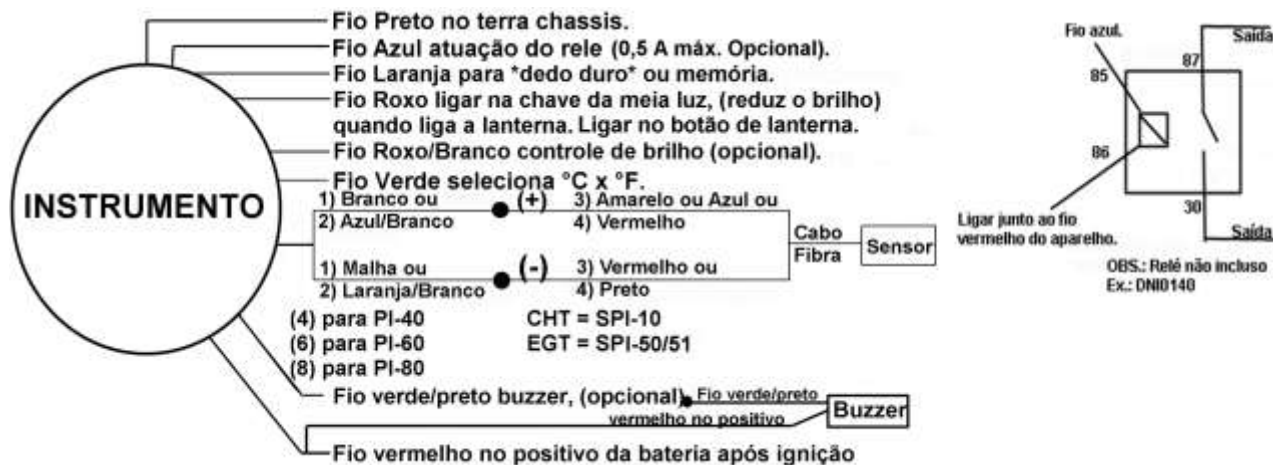 Fio Preto no terra chassis.
Fio Azul atuação do rele (0,5 A máx. Opcional).
Fio Laranja para *dedo duro* ou memória.
Fio Roxo ligar na chave da meia luz, (reduz o brilho)
quando liga a lanterna. Ligar no botão de lanterna.
Fio Roxo/Branco controle de brilho (opcional).
Fio Verde seleciona °C x °F.
INSTRUMENTO
1) Branco ou
2) Azul/Branco
(+)
3) Amarelo ou Azul ou
4) Vermelho
1) Malha ou
2) Laranja/Branco
(-)
3) Vermelho ou
4) Preto
Cabo
Fibra
Sensor
(4) para PI-40
(6) para PI-60
(8) para PI-80
CHT = SPI-10
EGT = SPI-50/51
Fio verde/preto buzzer, (opcional)
Fio verde/preto
vermelho no positivo
Buzzer
Fio vermelho no positivo da bateria após ignição
Fio azul.
85
87
Saída
86
30
Saída
Ligar junto ao fio
vermelho do aparelho.
OBS.: Relé não incluso
Ex.: DNI0140